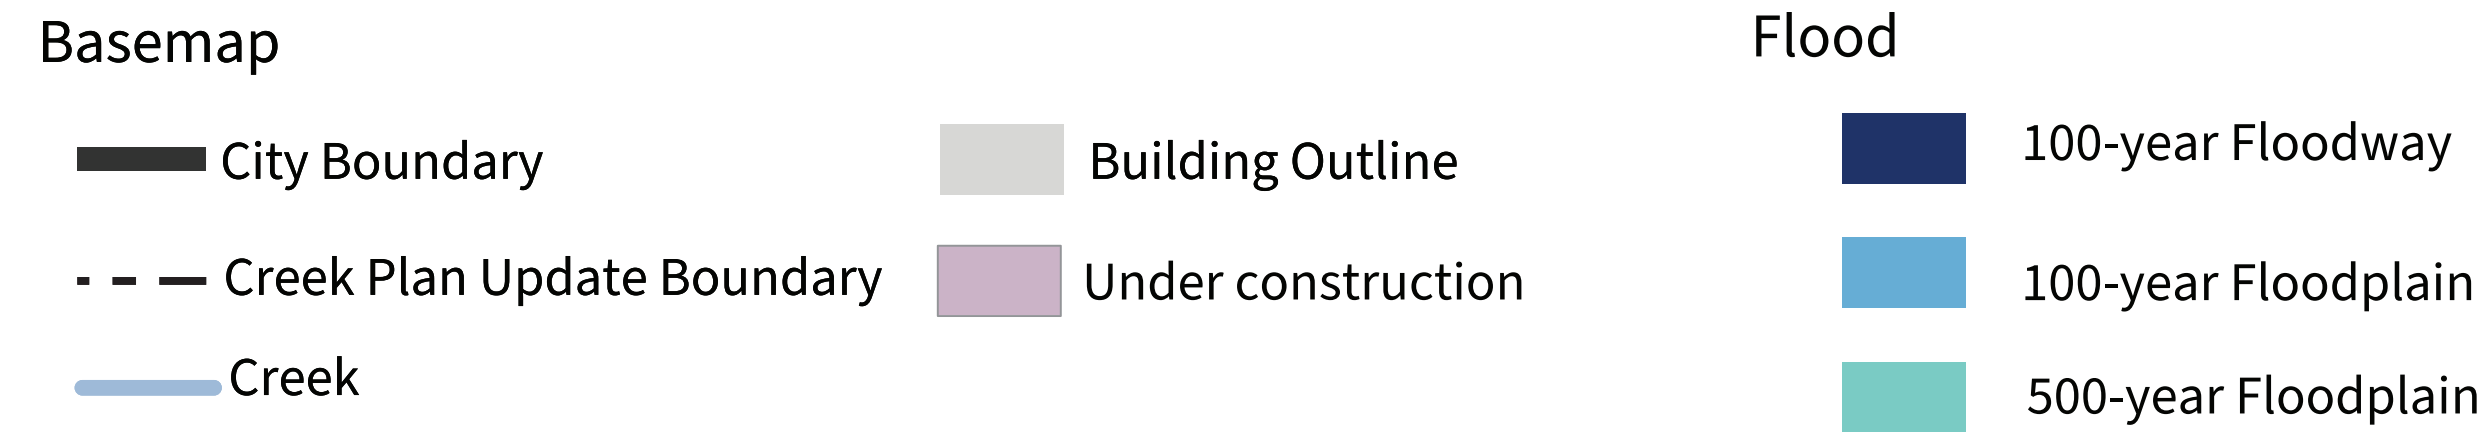 Basemap
City Boundary
Creek Plan Update Boundary
Creek
Building Outline
Under construction
Flood
100-year Floodway
100-year Floodplain
500-year Floodplain